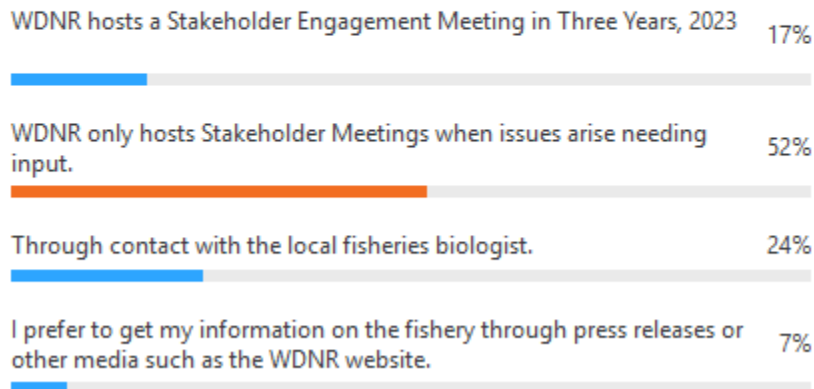 WDNR hosts a Stakeholder Engagement Meeting in Three Years, 2023
17%
WDNR only hosts Stakeholder Meetings when issues arise needing
input.
52%
Through contact with the local fisheries biologist.
24%
I prefer to get my information on the fishery through press releases or
other media such as the WDNR website.
7%